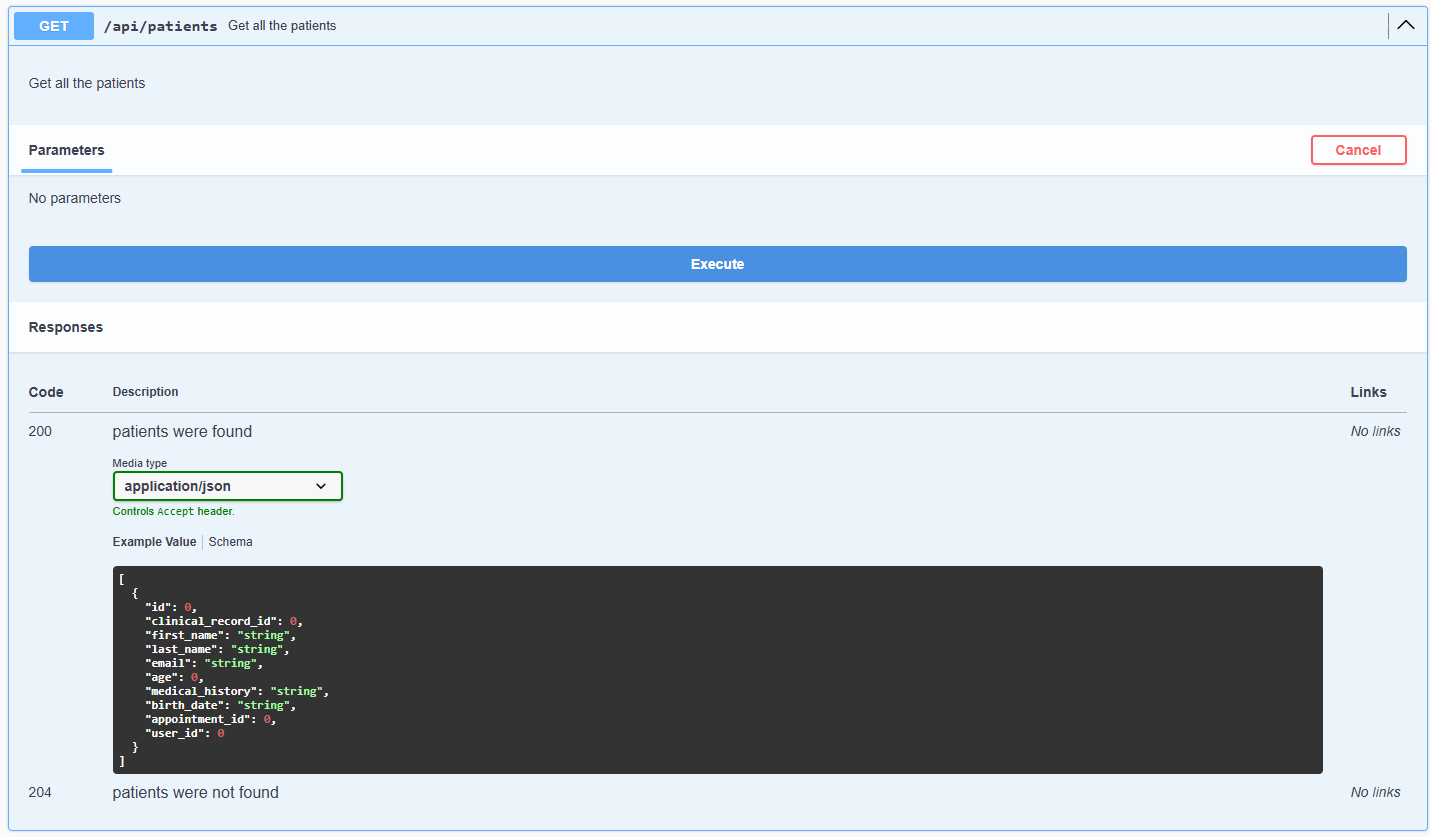 GET /api/patients Get all the patients
Get all the patients
Parameters Cancel
No parameters
Execute
Responses
Code Description Links
200 patients were found No links
Media type
application/json
Controls Accept header.
Example Value Schema
[
  {
    "id": 0,
    "clinical_record_id": 0,
    "first_name": "string",
    "last_name": "string",
    "email": "string",
    "age": 0,
    "medical_history": "string",
    "birth_date": "string",
    "appointment_id": 0,
    "user_id": 0
  }
]
204 patients were not found No links